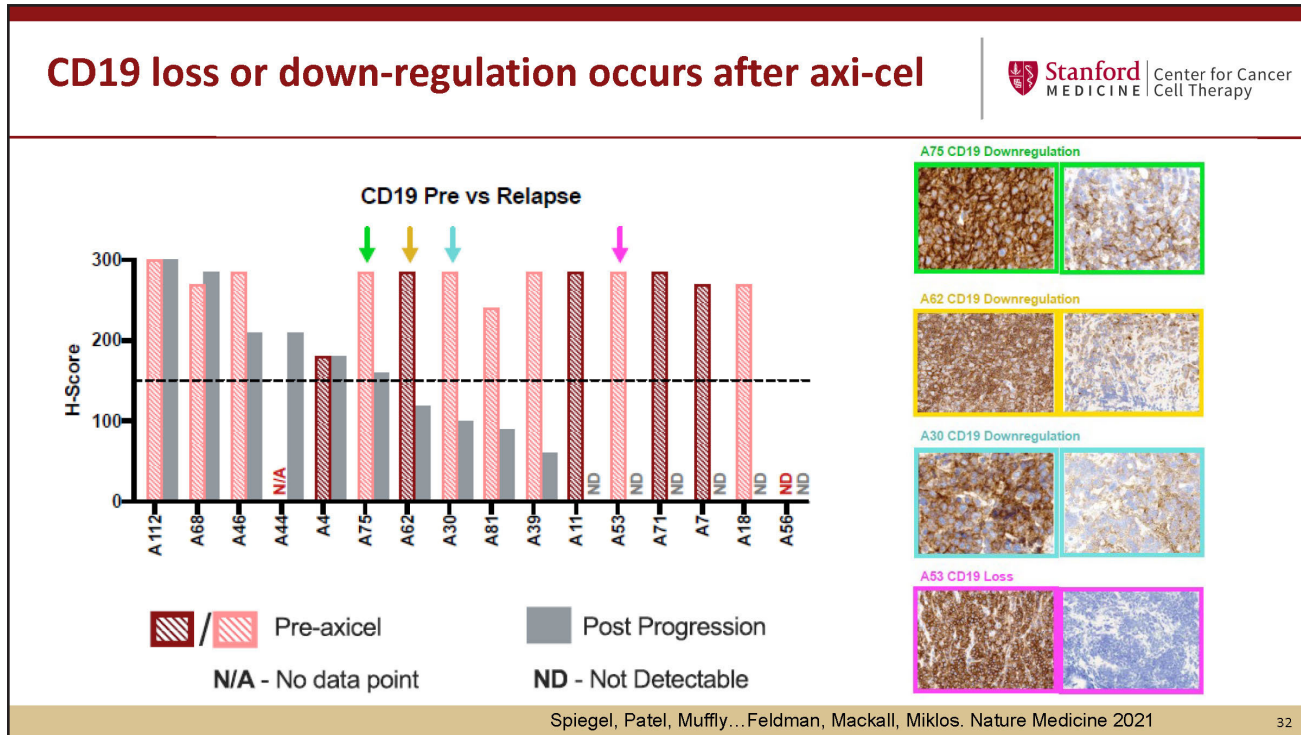 CD19 loss or down-regulation occurs after axi-cel
Stanford
MEDICINE
Center for Cancer
Cell Therapy
CD19 Pre vs Relapse
H-Score
300
200
100
0
N/A
ND
ND
ND
ND
ND
ND
ND
A112
A68
A46
A44
A4
A75
A62
A30
A81
A39
A11
A53
A71
A7
A18
A56
/
Pre-axicel
Post Progression
N/A - No data point
ND - Not Detectable
A75 CD19 Downregulation
A62 CD19 Downregulation
A30 CD19 Downregulation
A53 CD19 Loss
Spiegel, Patel, Muffly…Feldman, Mackall, Miklos. Nature Medicine 2021
32